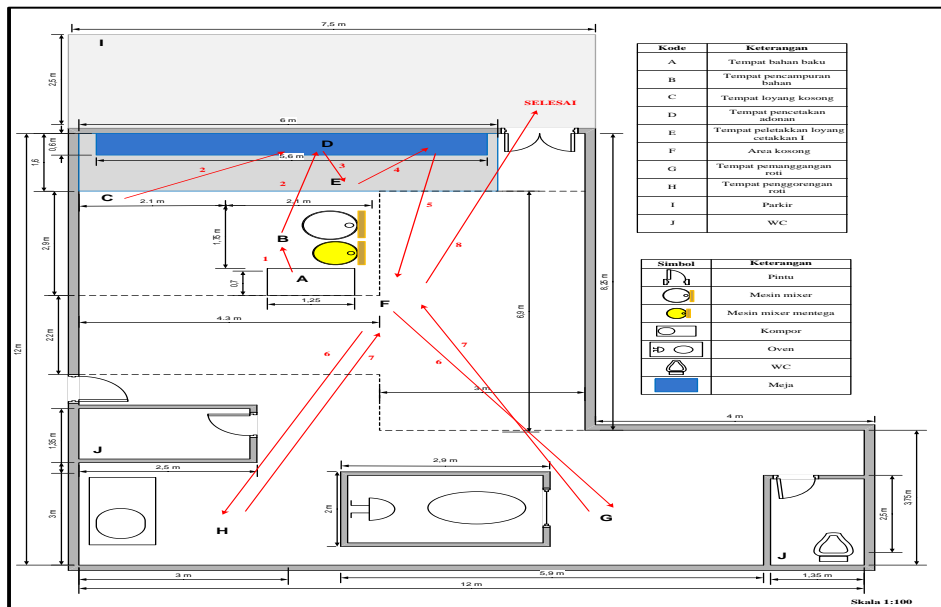 7,5 m
I
2,5 m
SELESAI
6 m
0,6 m
1,6
D
5,6 m
2
3
4
E
2
C
2.1 m
2.1 m
5
B
1,75 m
8
2,9 m
1
A
0,7
1,25
F
4.3 m
6,9 m
8,25 m
12 m
22 m
6
7
7
6
3 m
4 m
1,35 m
J
2,5 m
2,9 m
3 m
2 m
H
G
J
3,75 m
2,5 m
3 m
5,9 m
1,35 m
12 m
Skala 1:100
Kode Keterangan
A Tempat bahan baku
B Tempat pencampuran
bahan
C Tempat loyang kosong
D Tempat pencetakan
adonan
E Tempat peletakkan loyang
cetakkan I
F Area kosong
G Tempat pemanggangan
roti
H Tempat penggorengan
roti
I Parkir
J WC
Simbol Keterangan
Pintu
Mesin mixer
Mesin mixer mentega
Kompor
Oven
WC
Meja